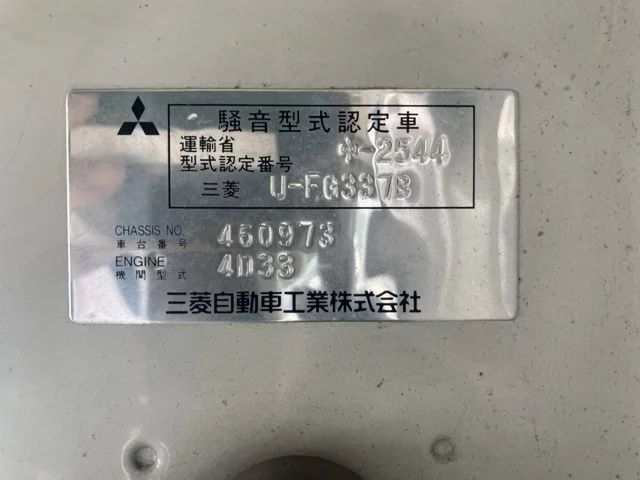 騒音型式認定車
運輸省
型式認定番号 *-2544
三菱 U-FG337B
CHASSIS NO. 450973
車台番号
ENGINE 4D33
機関型式
三菱自動車工業株式会社